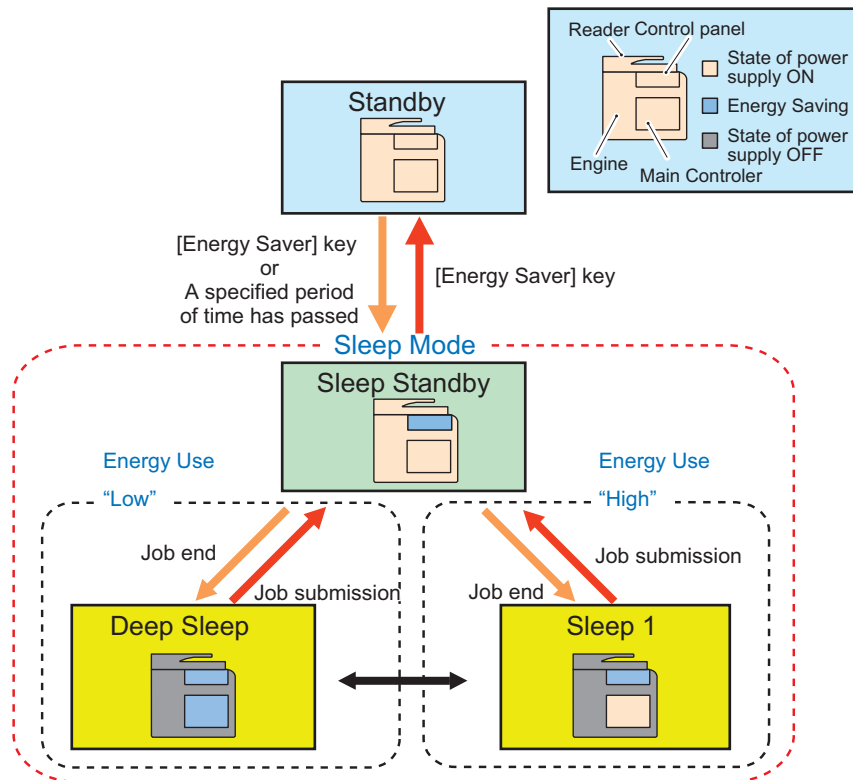 Reader
Control panel
State of power
supply ON
Energy Saving
State of power
supply OFF
Engine
Main Controler
Standby
[Energy Saver] key
or
A specified period
of time has passed
[Energy Saver] key
Sleep Mode
Sleep Standby
Energy Use
“Low”
Energy Use
“High”
Job end
Job submission
Job submission
Job end
Deep Sleep
Sleep 1